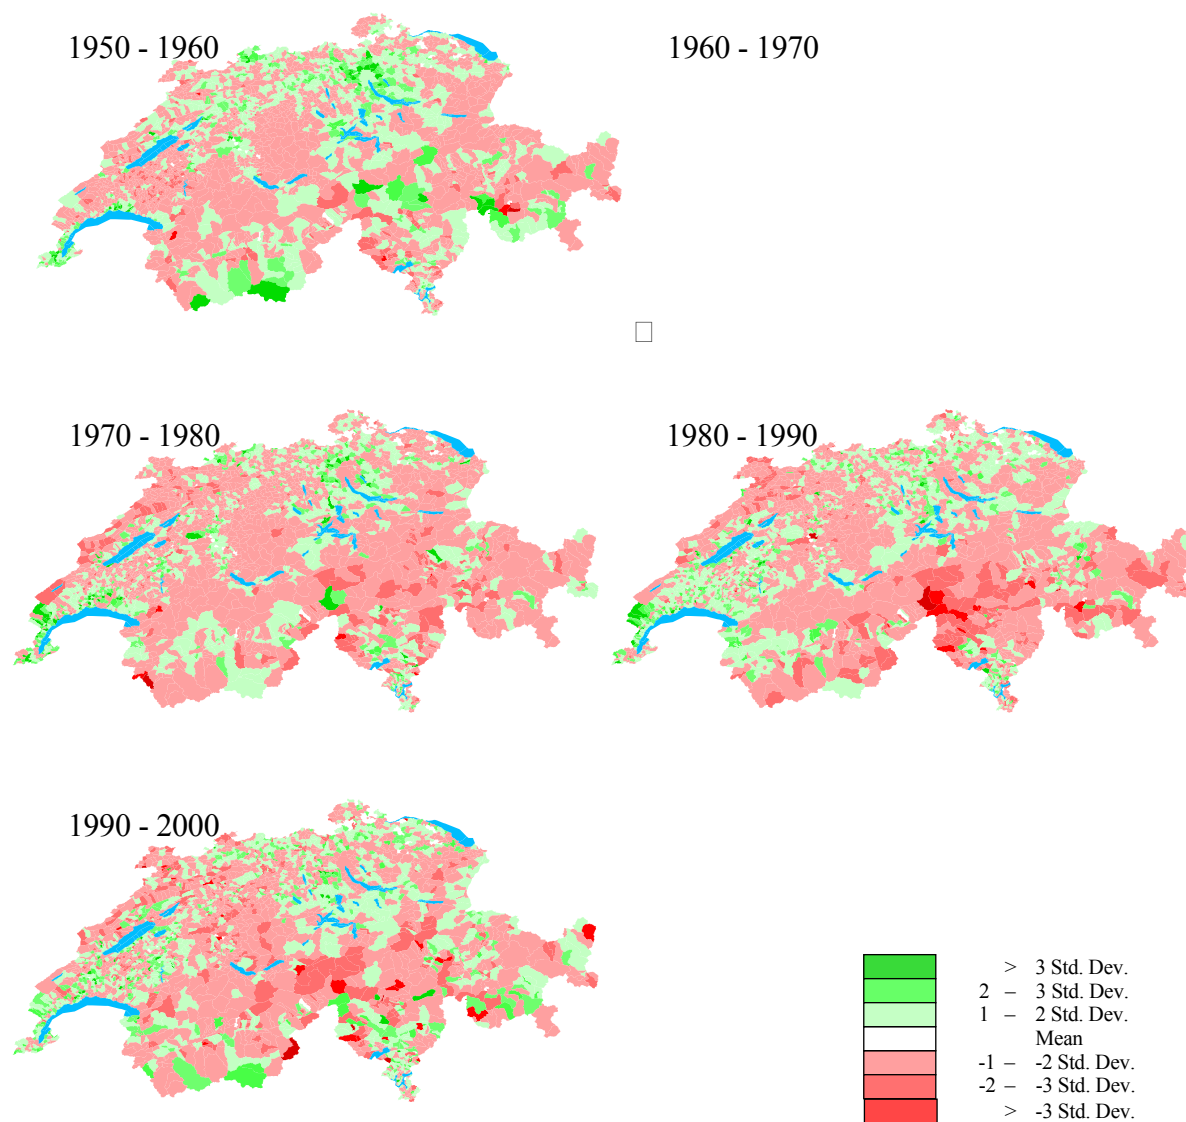 1950 - 1960
1960 - 1970
1970 - 1980
1980 - 1990
1990 - 2000
> 3 Std. Dev.
2 – 3 Std. Dev.
1 – 2 Std. Dev.
Mean
-1 – -2 Std. Dev.
-2 – -3 Std. Dev.
> -3 Std. Dev.